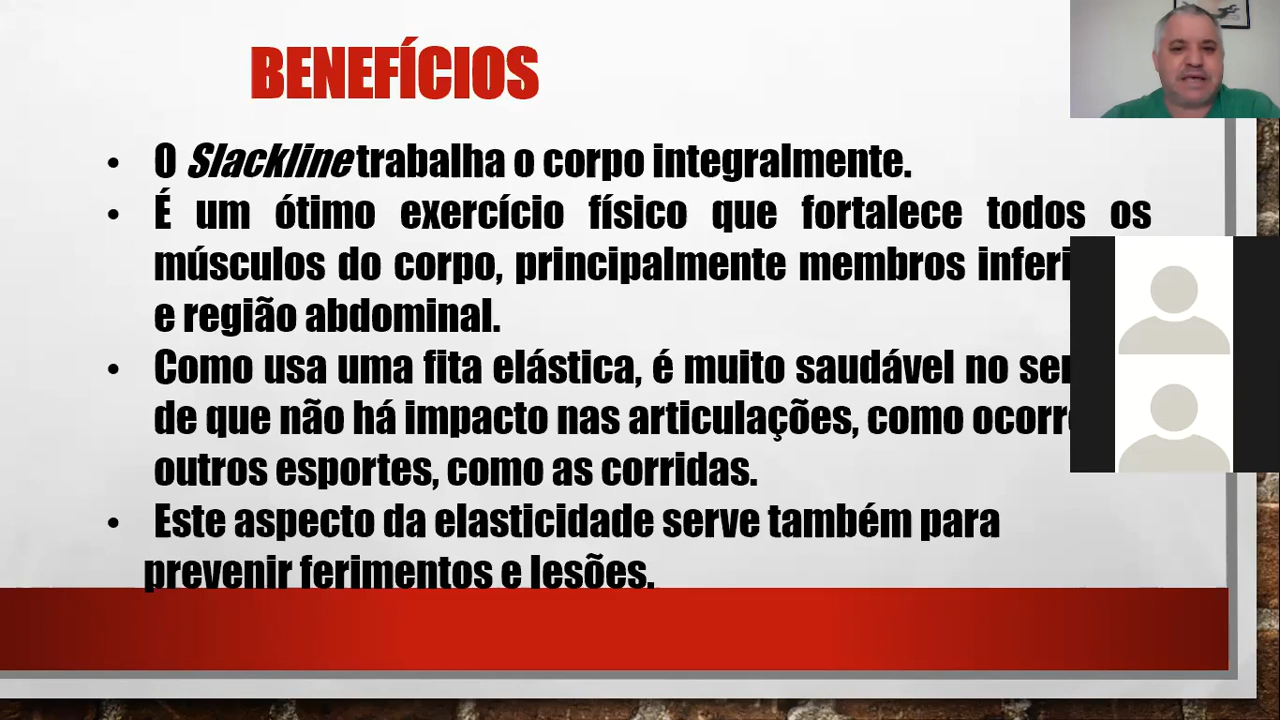 BENEFÍCIOS
• O Slackline trabalha o corpo integralmente.
• É um ótimo exercício físico que fortalece todos os
músculos do corpo, principalmente membros
e região abdominal.
• Como usa uma fita elástica, é muito saudável no
de que não há impacto nas articulações, como
outros esportes, como as corridas.
• Este aspecto da elasticidade serve também para
prevenir ferimentos e lesões.